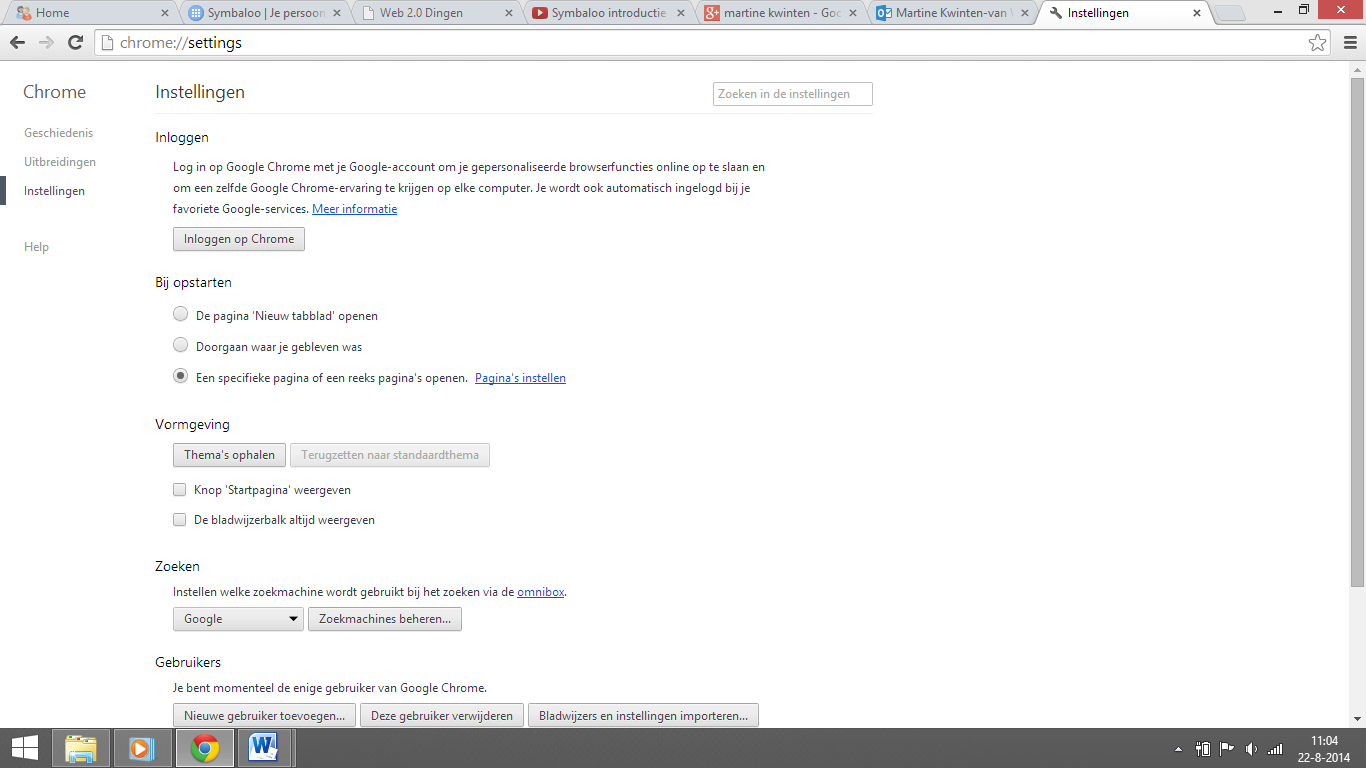 Home
Symbaloo | Je persoon
Web 2.0 Dingen
Symbaloo introductie
martine kwinten - Goo
Martine Kwinten-van
Instellingen
chrome://settings
Chrome
Geschiedenis
Uitbreidingen
Instellingen
Help
Instellingen
Zoeken in de instellingen
Inloggen
Log in op Google Chrome met je Google-account om je gepersonaliseerde browserfuncties online op te slaan en
om een zelfde Google Chrome-ervaring te krijgen op elke computer. Je wordt ook automatisch ingelogd bij je
favoriete Google-services. Meer informatie
Inloggen op Chrome
Bij opstarten
De pagina 'Nieuw tabblad' openen
Doorgaan waar je gebleven was
Een specifieke pagina of een reeks pagina's openen. Pagina's instellen
Vormgeving
Thema's ophalen Terugzetten naar standaardthema
Knop 'Startpagina' weergeven
De bladwijzerbalk altijd weergeven
Zoeken
Instellen welke zoekmachine wordt gebruikt bij het zoeken via de omnibox.
Google Zoekmachines beheren...
Gebruikers
Je bent momenteel de enige gebruiker van Google Chrome.
Nieuwe gebruiker toevoegen... Deze gebruiker verwijderen Bladwijzers en instellingen importeren...
11:04
22-8-2014